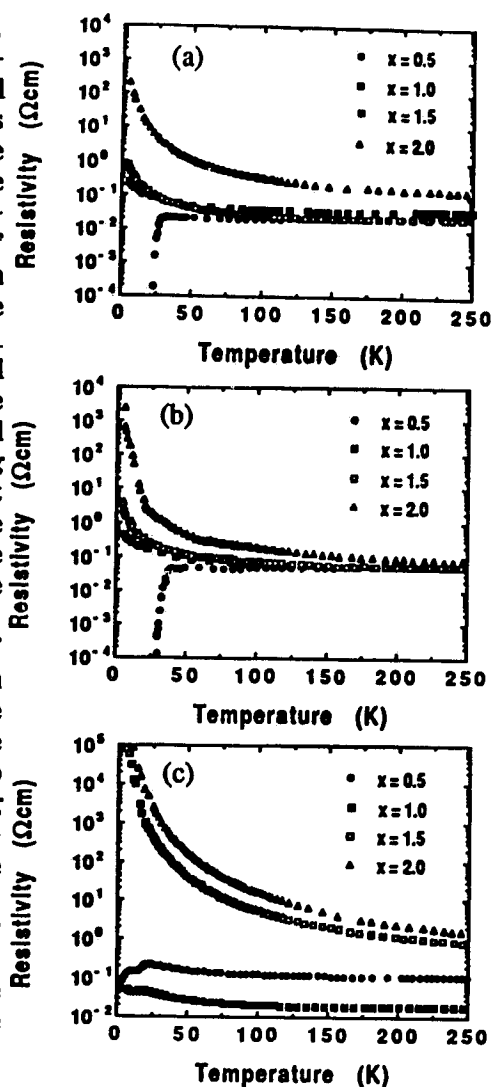 (a)
x = 0.5
x = 1.0
x = 1.5
x = 2.0
10⁴
10³
10²
10¹
10⁰
10⁻¹
10⁻²
10⁻³
10⁻⁴
Resistivity (Ωcm)
0 50 100 150 200 250
Temperature (K)
(b)
x = 0.5
x = 1.0
x = 1.5
x = 2.0
10⁴
10³
10²
10¹
10⁰
10⁻¹
10⁻²
10⁻³
10⁻⁴
Resistivity (Ωcm)
0 50 100 150 200 250
Temperature (K)
(c)
x = 0.5
x = 1.0
x = 1.5
x = 2.0
10⁵
10⁴
10³
10²
10¹
10⁰
10⁻¹
10⁻²
Resistivity (Ωcm)
0 50 100 150 200 250
Temperature (K)